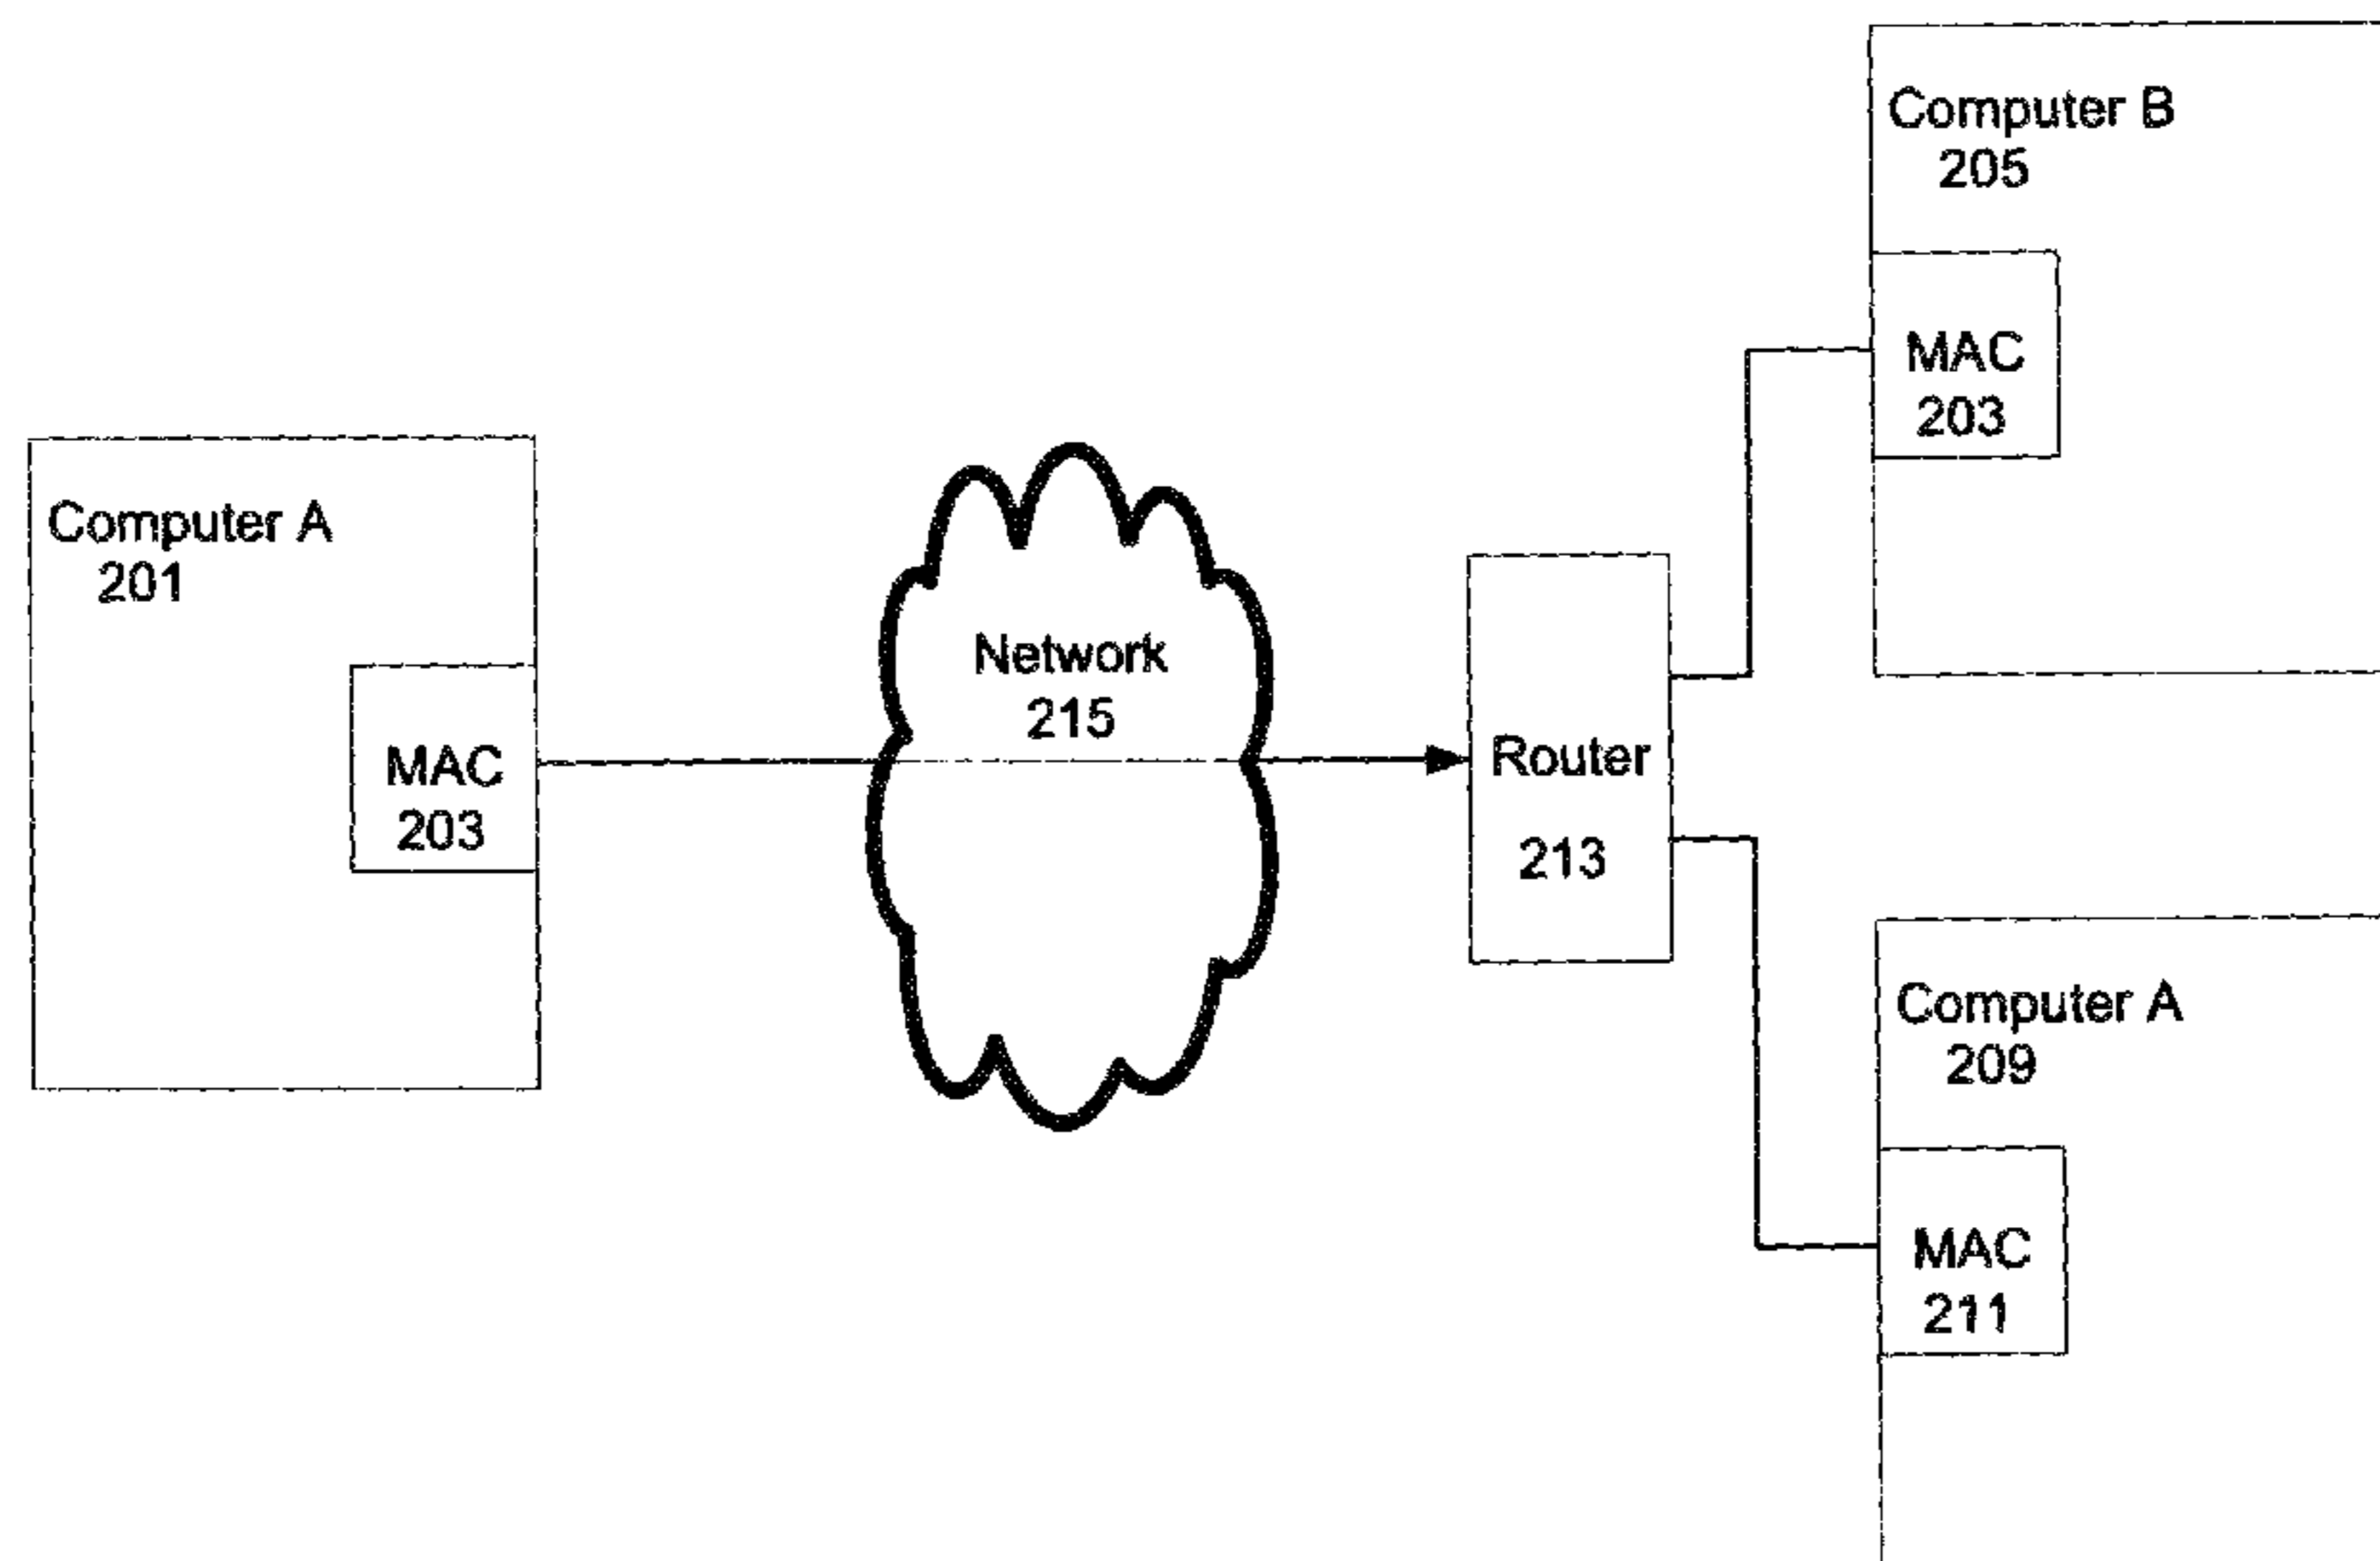 Computer B
205
MAC
203
Computer A
201
MAC
203
Network
215
Router
213
Computer A
209
MAC
211